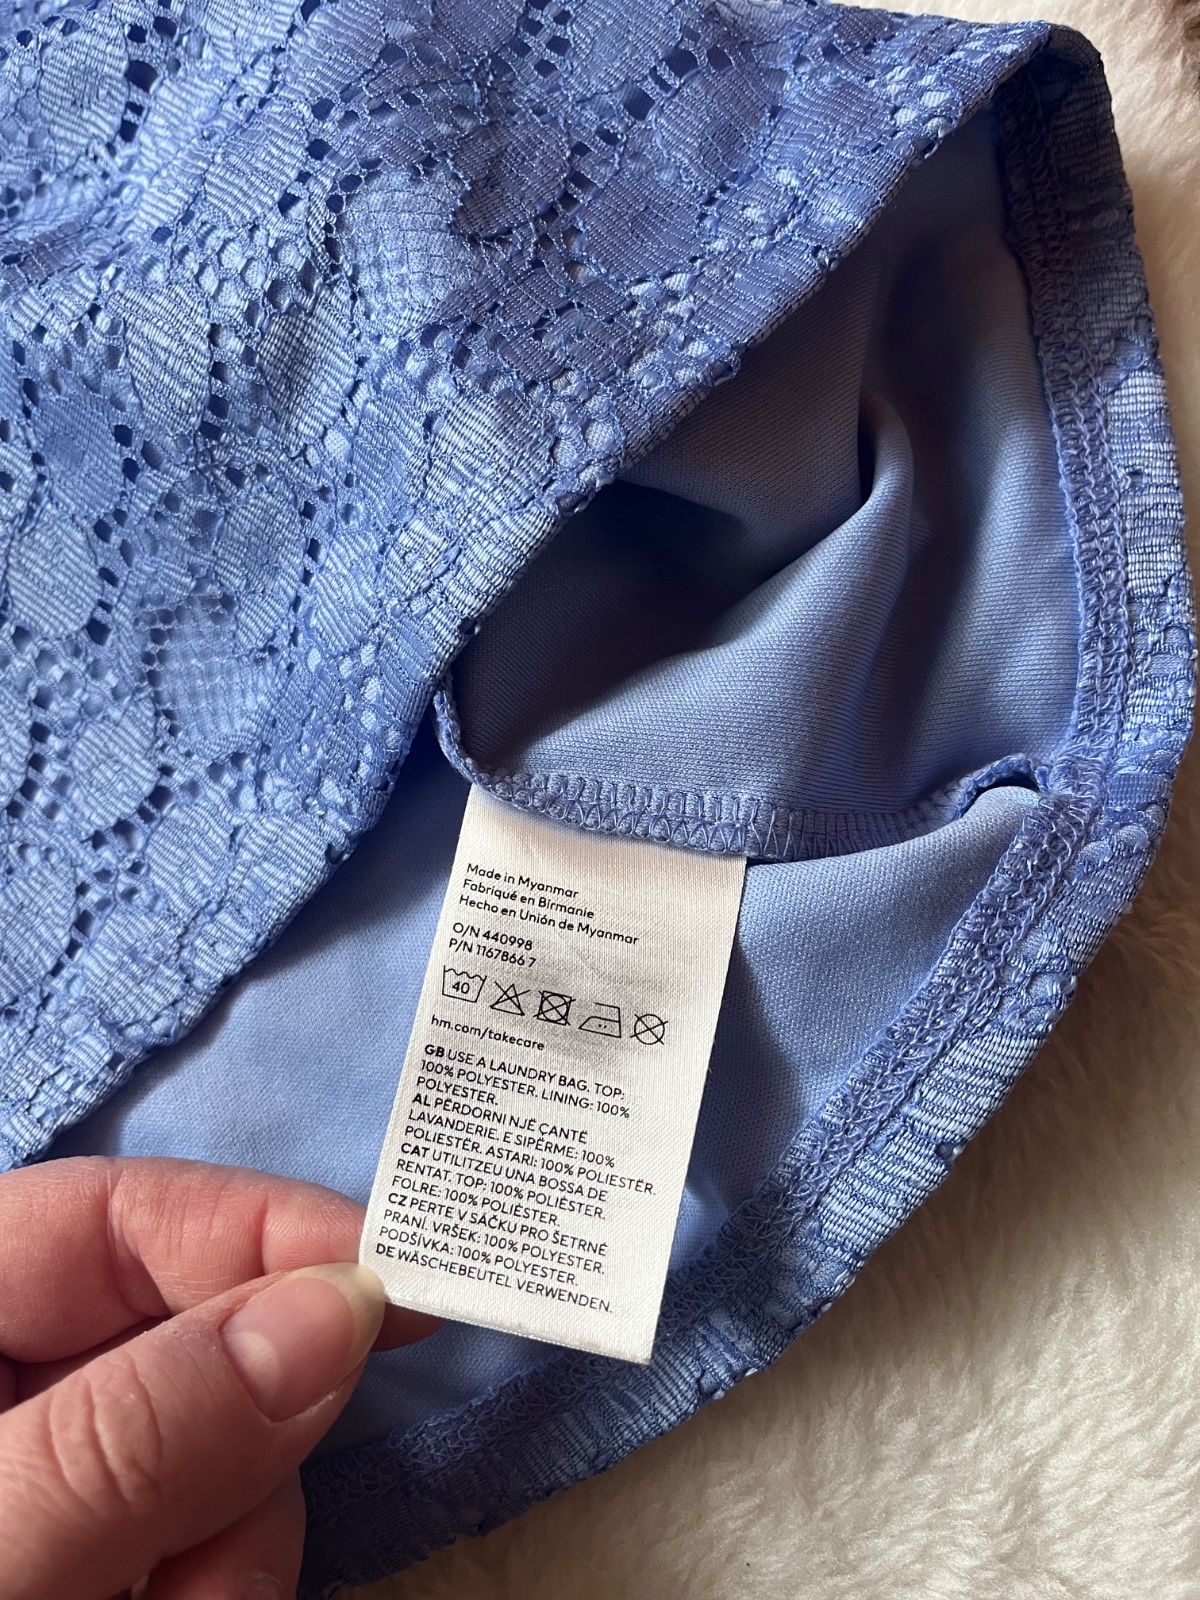 Made in Myanmar
Fabriqué en Birmanie
Hecho en Unión de Myanmar
O/N 440998
P/N 1167866 7
40
hm.com/takecare
GB USE A LAUNDRY BAG. TOP:
100% POLYESTER. LINING: 100%
POLYESTER.
AL PËRDORNI NJË ÇANTË
LAVANDERIE. E SIPËRME: 100%
POLIESTËR. ASTARI: 100% POLIESTËR.
CAT UTILITZEU UNA BOSSA DE
RENTAT. TOP: 100% POLIÈSTER.
FOLRE: 100% POLIÈSTER.
CZ PERTE V SÁČKU PRO ŠETRNÉ
PRANÍ. VRŠEK: 100% POLYESTER.
PODŠÍVKA: 100% POLYESTER.
DE WÄSCHEBEUTEL VERWENDEN.